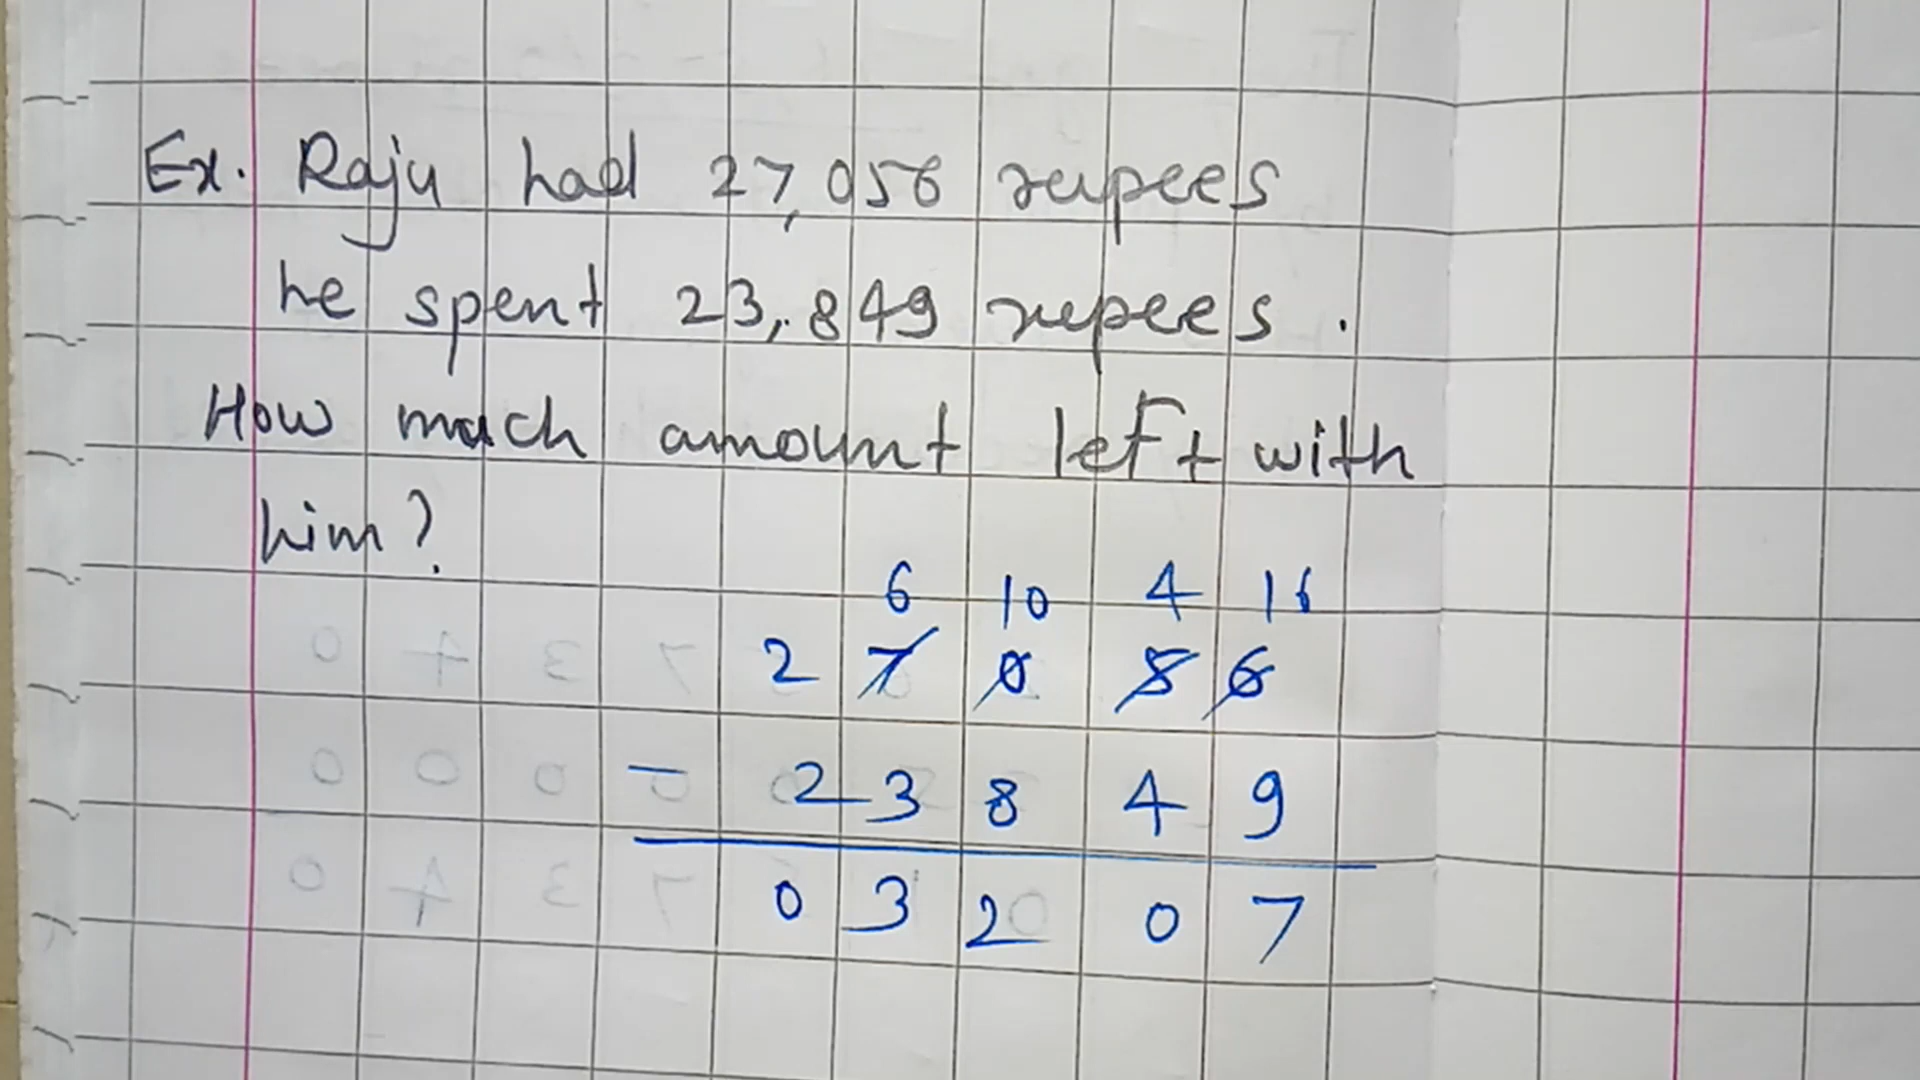 Ex. Raju had 27,056 rupees
he spent 23,849 rupees.
How much amount left with
him?
6 10 4 16
2 7 0 5 6
- 2 3 8 4 9
0 3 2 0 7